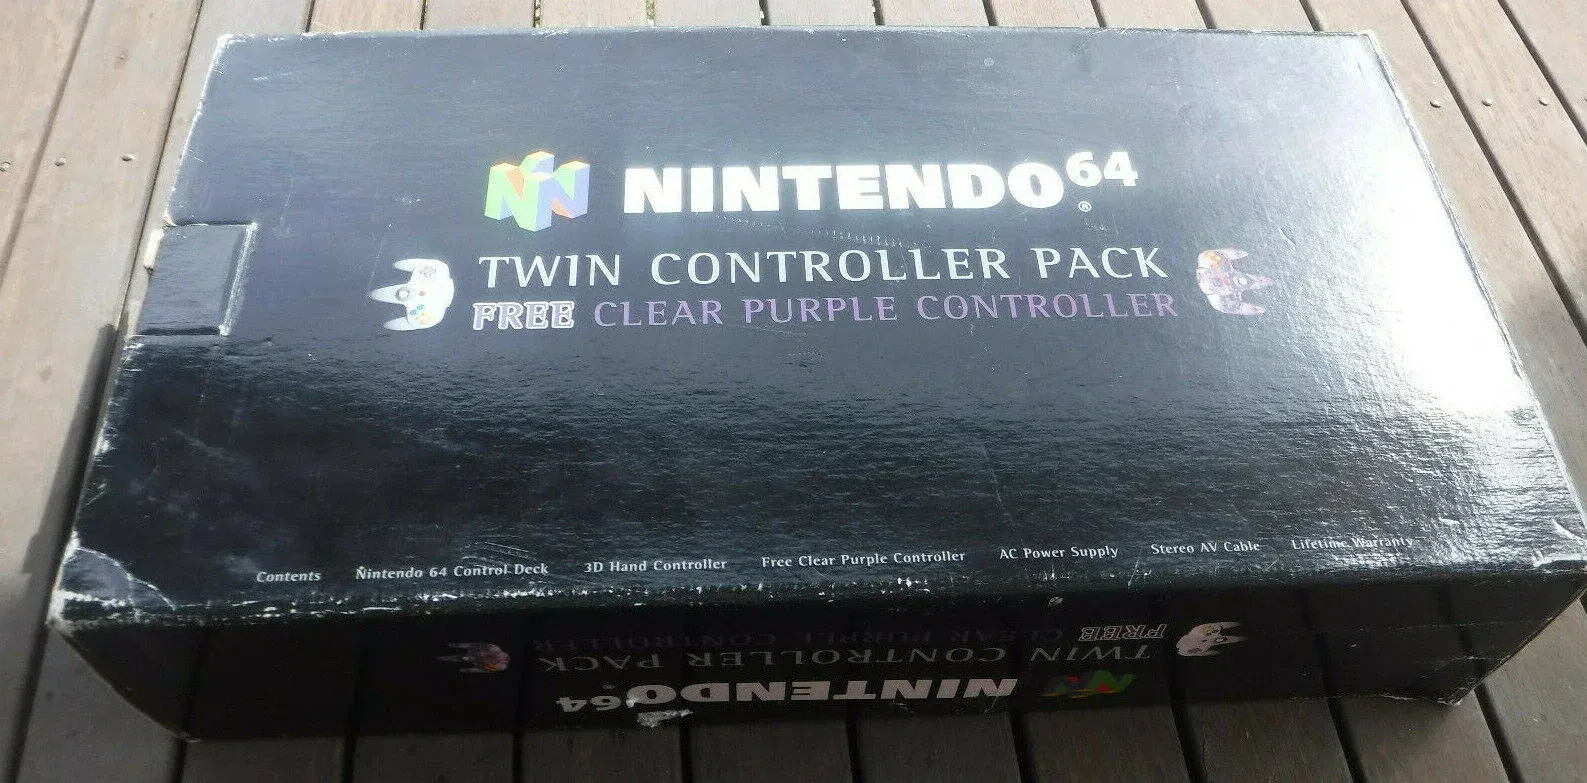 NINTENDO64
®
TWIN CONTROLLER PACK
FREE CLEAR PURPLE CONTROLLER
Contents Nintendo 64 Control Deck 3D Hand Controller Free Clear Purple Controller AC Power Supply Stereo AV Cable Lifetime Warranty
FREE CLEAR PURPLE CONTROLLER
TWIN CONTROLLER PACK
NINTENDO64